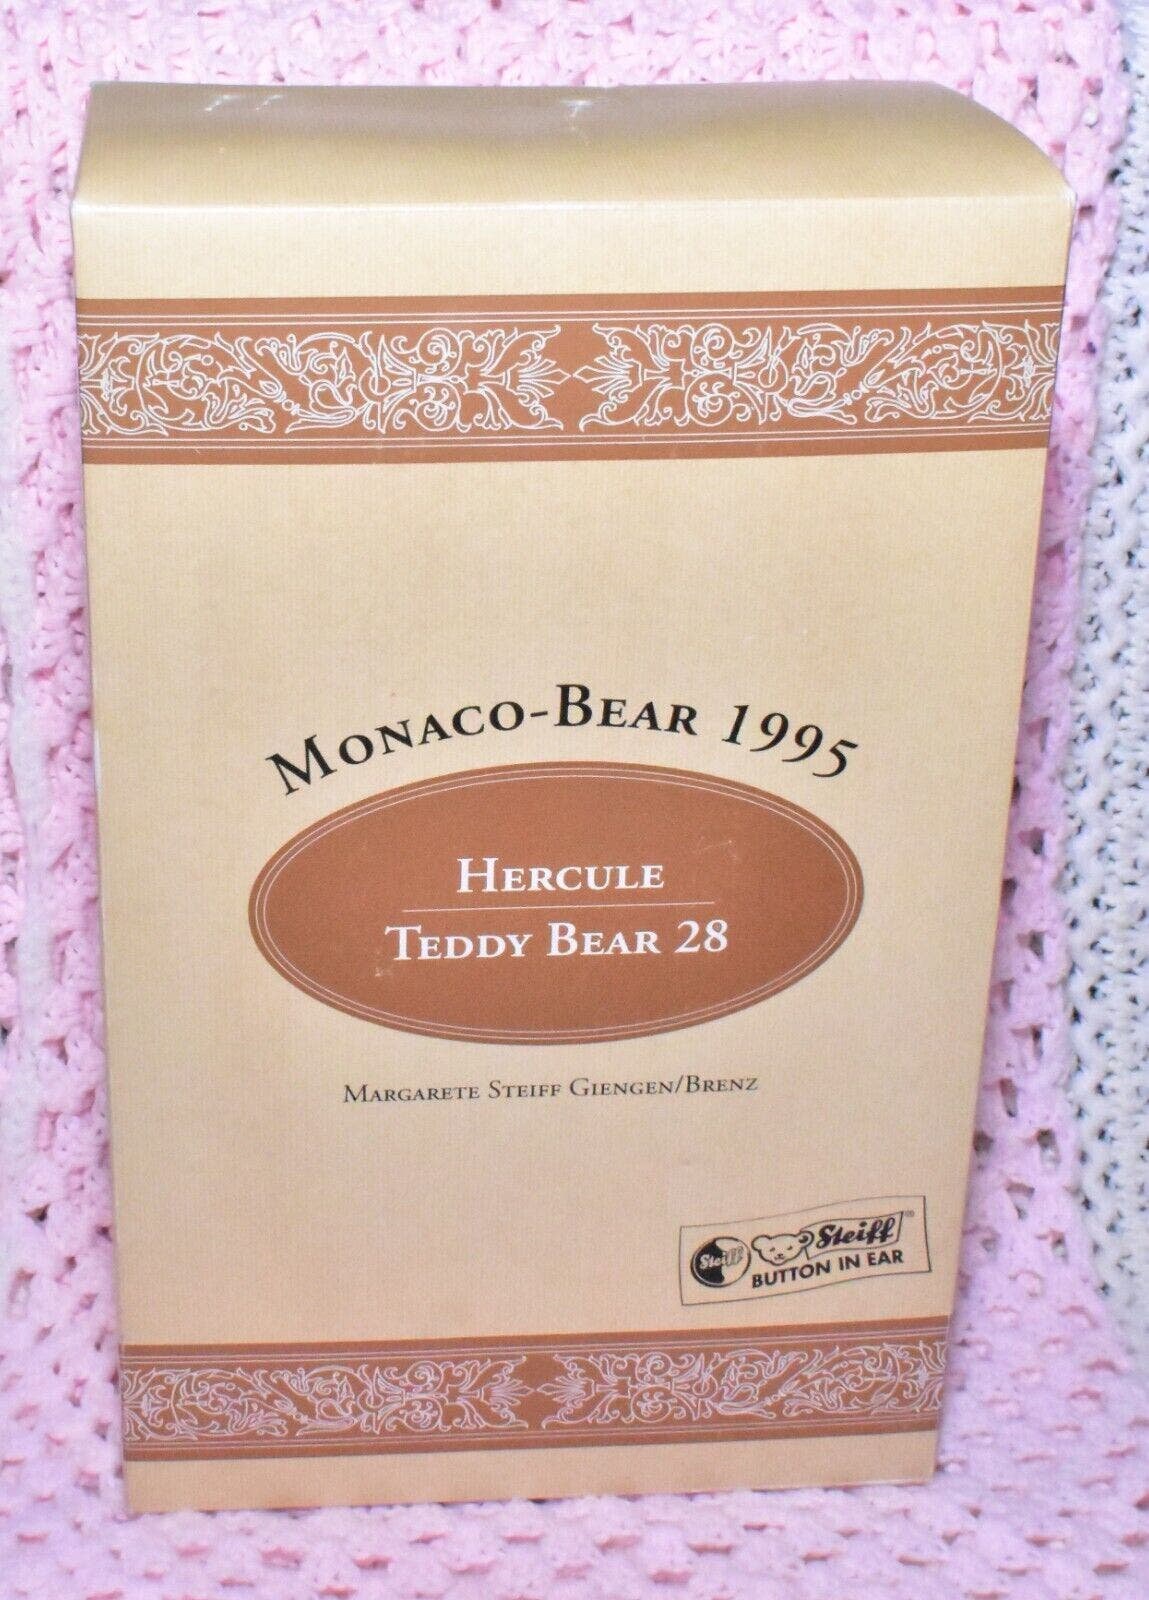 MONACO-BEAR 1995
HERCULE
TEDDY BEAR 28
MARGARETE STEIFF GIENGEN/BRENZ
Steiff Steiff®
BUTTON IN EAR